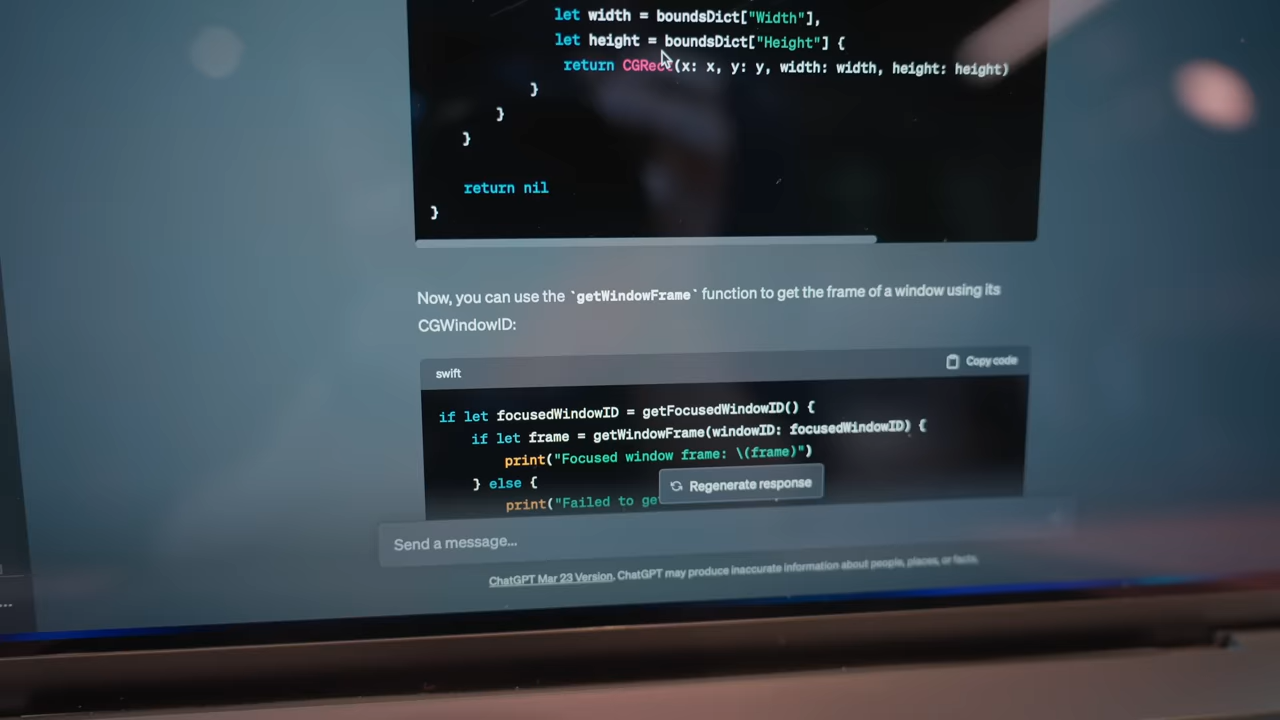 let width = boundsDict["Width"],
let height = boundsDict["Height"] {
return CGRect(x: x, y: y, width: width, height: height)
}
}
}
return nil
}
Now, you can use the `getWindowFrame` function to get the frame of a window using its
CGWindowID:
swift
Copy code
if let focusedWindowID = getFocusedWindowID() {
if let frame = getWindowFrame(windowID: focusedWindowID) {
print("Focused window frame: \(frame)")
} else {
print("Failed to ge
Regenerate response
Send a message...
ChatGPT Mar 23 Version. ChatGPT may produce inaccurate information about people, places, or facts.